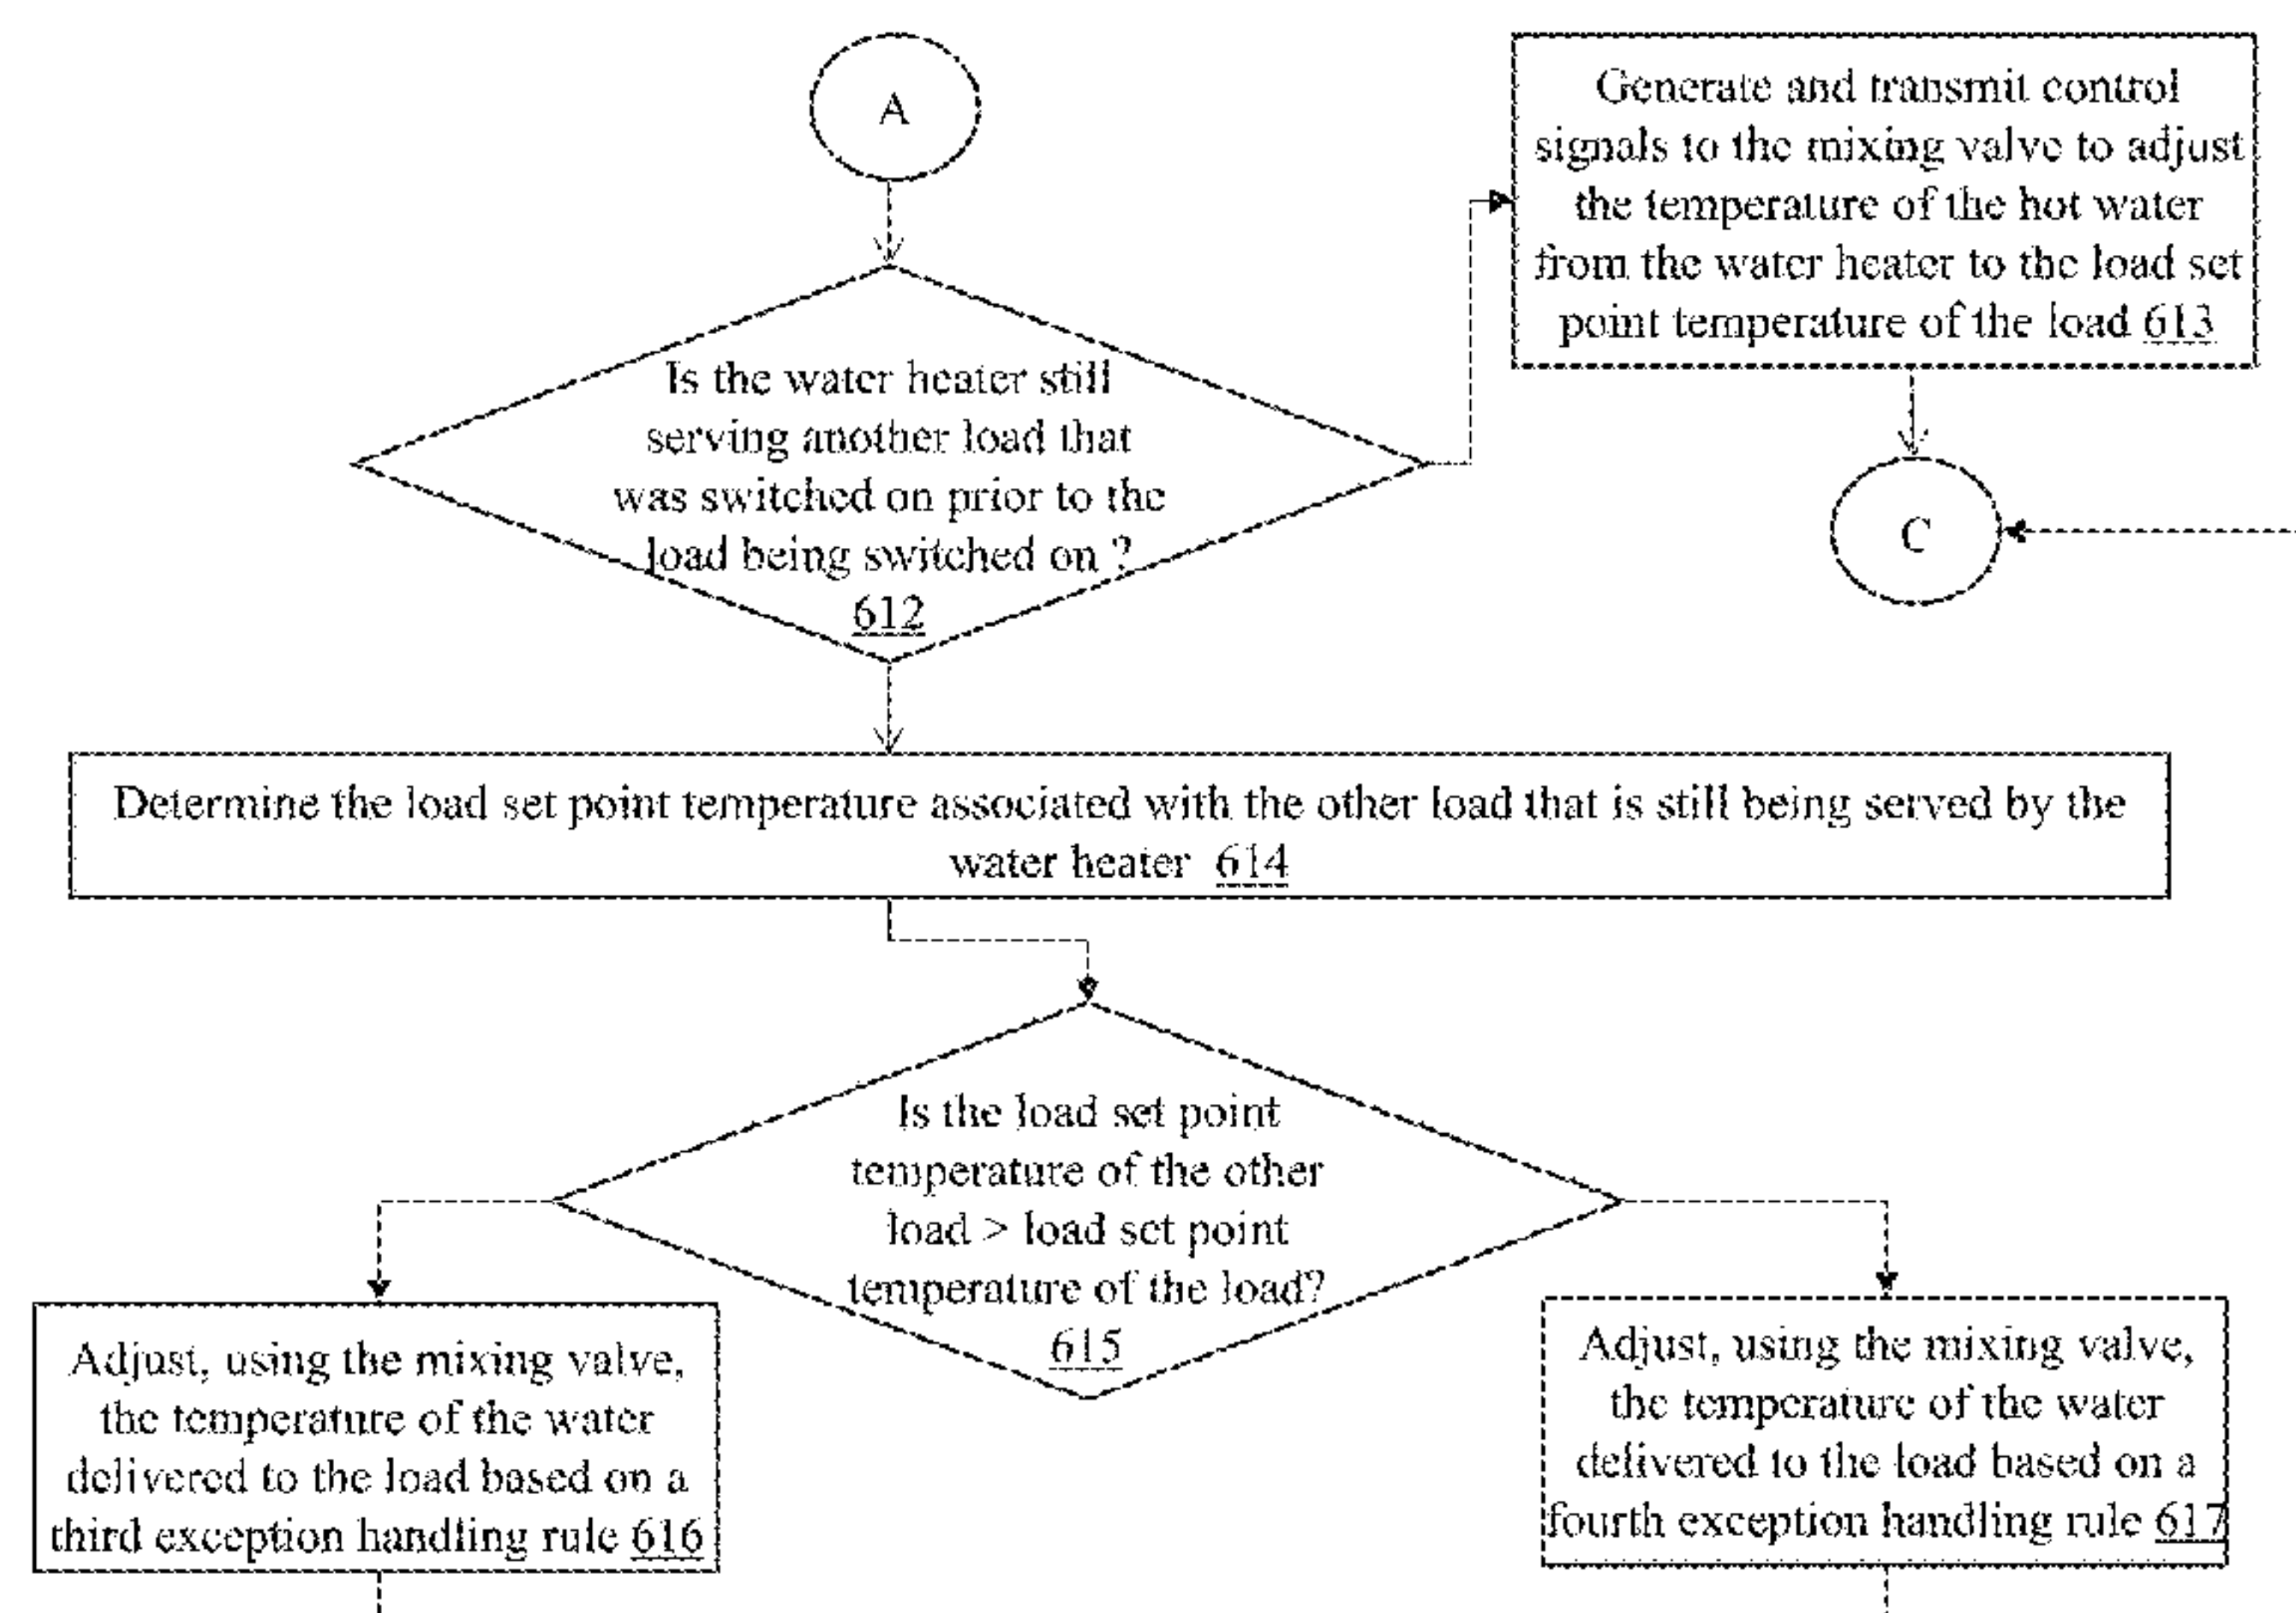 A
Is the water heater still
serving another load that
was switched on prior to the
load being switched on ?
612
Generate and transmit control
signals to the mixing valve to adjust
the temperature of the hot water
from the water heater to the load set
point temperature of the load 613
C
Determine the load set point temperature associated with the other load that is still being served by the
water heater 614
Is the load set point
temperature of the other
load > load set point
temperature of the load?
615
Adjust, using the mixing valve,
the temperature of the water
delivered to the load based on a
third exception handling rule 616
Adjust, using the mixing valve,
the temperature of the water
delivered to the load based on a
fourth exception handling rule 617